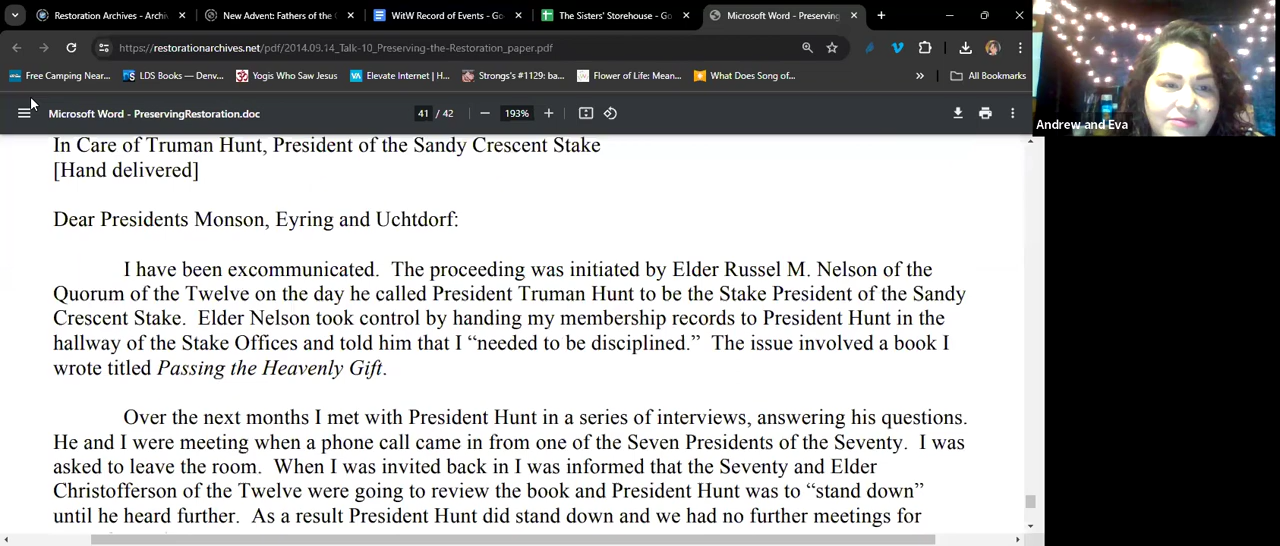 Restoration Archives - Archi
New Advent: Fathers of the
WitW Record of Events - Go
The Sisters' Storehouse - Go
Microsoft Word - Preserving
https://restorationarchives.net/pdf/2014.09.14_Talk-10_Preserving-the-Restoration_paper.pdf
Free Camping Near...
LDS Books — Denv...
Yogis Who Saw Jesus
Elevate Internet | H...
Strong's #1129: ba...
Flower of Life: Mean...
What Does Song of...
All Bookmarks
Microsoft Word - PreservingRestoration.doc
41 / 42
193%
Andrew and Eva
In Care of Truman Hunt, President of the Sandy Crescent Stake
[Hand delivered]
Dear Presidents Monson, Eyring and Uchtdorf:
I have been excommunicated. The proceeding was initiated by Elder Russel M. Nelson of the
Quorum of the Twelve on the day he called President Truman Hunt to be the Stake President of the Sandy
Crescent Stake. Elder Nelson took control by handing my membership records to President Hunt in the
hallway of the Stake Offices and told him that I “needed to be disciplined.” The issue involved a book I
wrote titled Passing the Heavenly Gift.
Over the next months I met with President Hunt in a series of interviews, answering his questions.
He and I were meeting when a phone call came in from one of the Seven Presidents of the Seventy. I was
asked to leave the room. When I was invited back in I was informed that the Seventy and Elder
Christofferson of the Twelve were going to review the book and President Hunt was to “stand down”
until he heard further. As a result President Hunt did stand down and we had no further meetings for